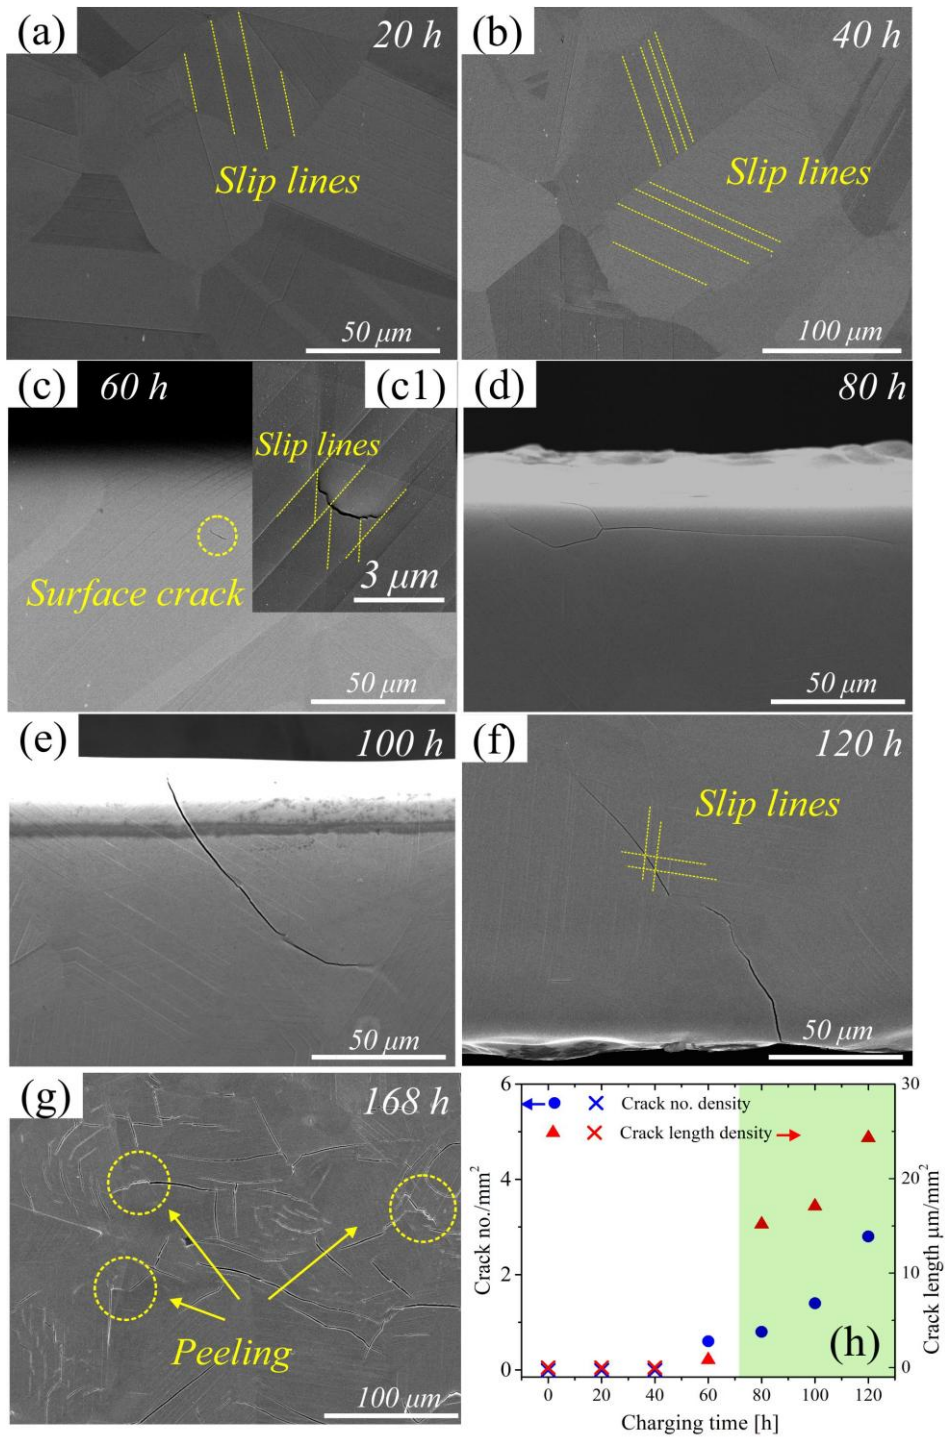 (a)
20 h
Slip lines
50 μm
(b)
40 h
Slip lines
100 μm
(c)
60 h
Surface crack
50 μm
(c1)
Slip lines
3 μm
(d)
80 h
50 μm
(e)
100 h
50 μm
(f)
120 h
Slip lines
50 μm
(g)
168 h
Peeling
100 μm
6
4
2
0
Crack no./mm²
Crack no. density
Crack length density
30
20
10
0
Crack length μm/mm²
(h)
0 20 40 60 80 100 120
Charging time [h]